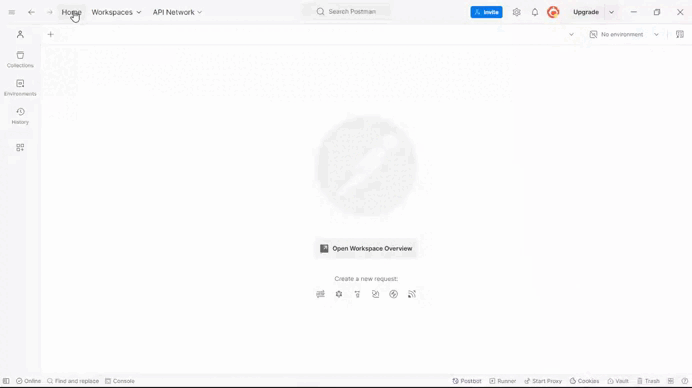 Home Workspaces API Network Search Postman Invite Upgrade
No environment
Collections
Environments
History
Open Workspace Overview
Create a new request:
Online Find and replace Console Postbot Runner Start Proxy Cookies Vault Trash